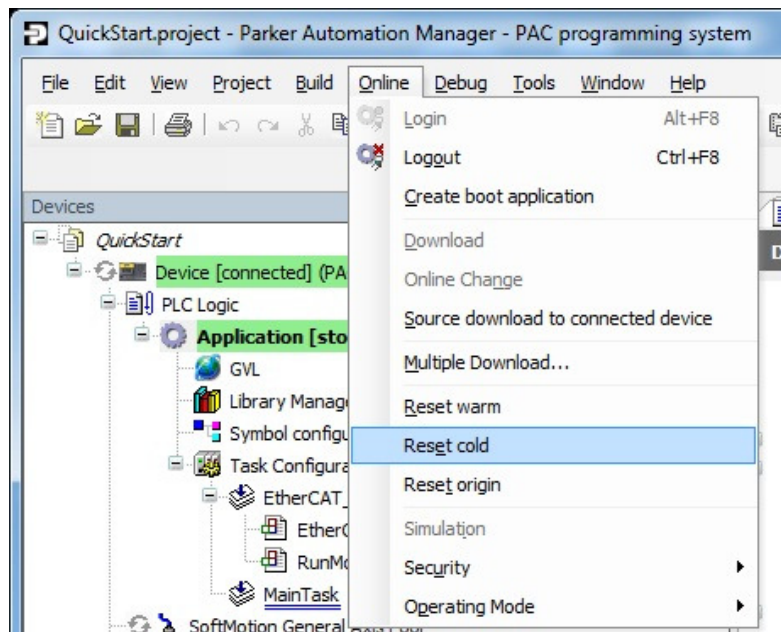 QuickStart.project - Parker Automation Manager - PAC programming system
File Edit View Project Build Online Debug Tools Window Help
Login Alt+F8
Logout Ctrl+F8
Create boot application
Download
Online Change
Source download to connected device
Multiple Download...
Reset warm
Reset cold
Reset origin
Simulation
Security
Operating Mode
Devices
QuickStart
Device [connected] (PA
PLC Logic
Application [sto
GVL
Library Manag
Symbol configu
Task Configura
EtherCAT_
EtherC
RunMo
MainTask
SoftMotion General Axis Pool
D